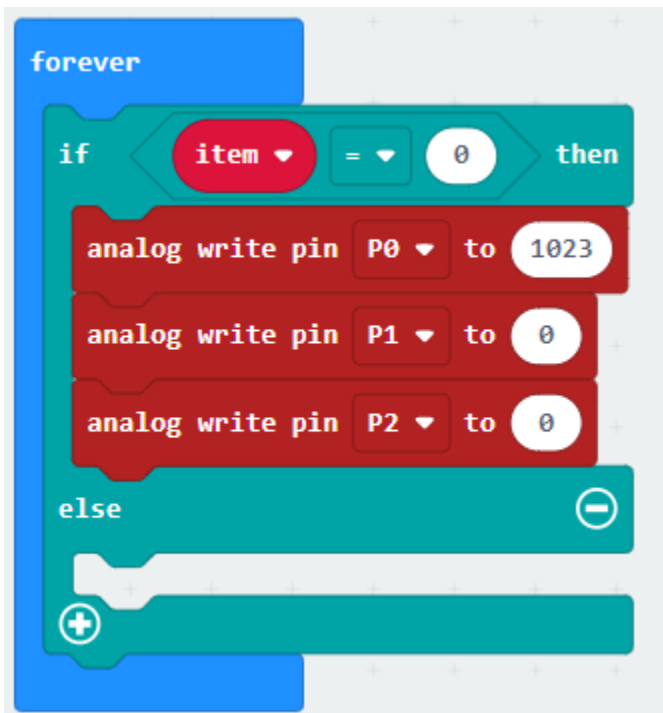 forever
if item = 0 then
analog write pin P0 to 1023
analog write pin P1 to 0
analog write pin P2 to 0
else